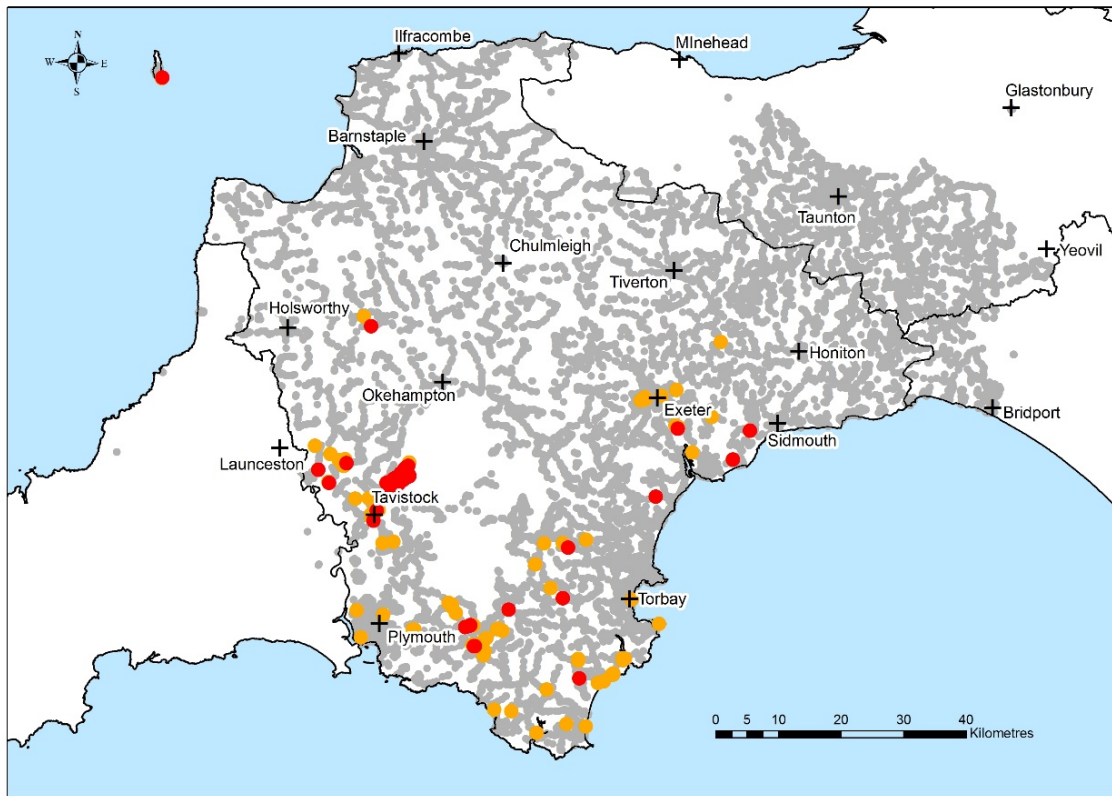 Ilfracombe
MInehead
N
W E
S
Glastonbury
Barnstaple
Taunton
Chulmleigh
Yeovil
Tiverton
Holsworthy
Honiton
Okehampton
Exeter
Bridport
Sidmouth
Launceston
Tavistock
Torbay
Plymouth
0 5 10 20 30 40
Kilometres